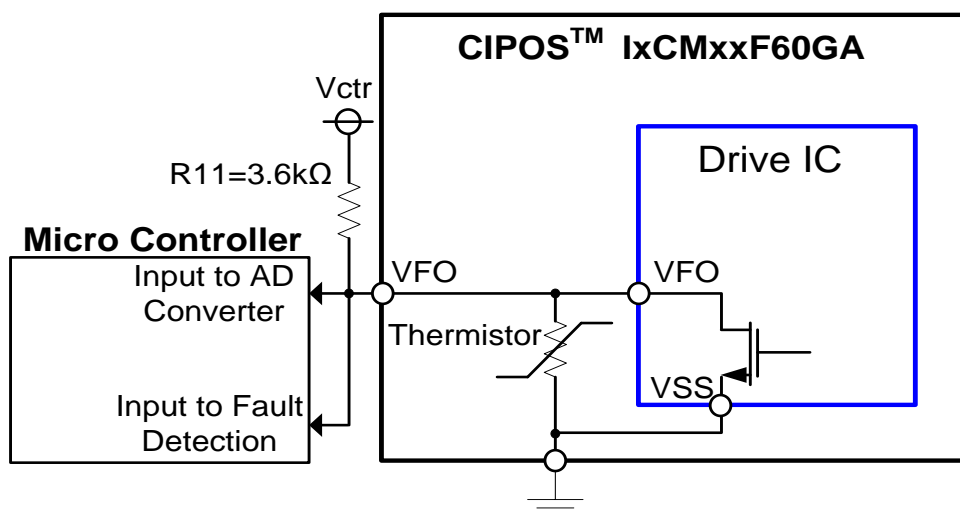 CIPOS™ IxCMxxF60GA
Vctr
Drive IC
R11=3.6kΩ
Micro Controller
Input to AD
Converter
VFO
VFO
Thermistor
VSS
Input to Fault
Detection